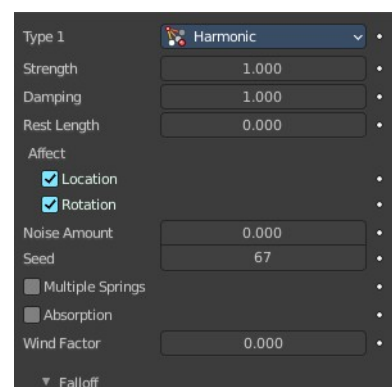 Type 1 Harmonic
Strength 1.000
Damping 1.000
Rest Length 0.000
Affect
Location
Rotation
Noise Amount 0.000
Seed 67
Multiple Springs
Absorption
Wind Factor 0.000
Falloff